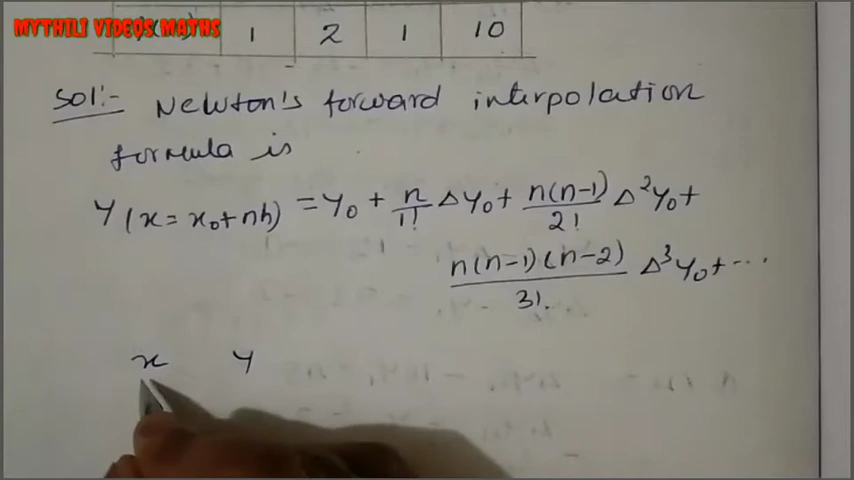 MYTHILI VIDEOS MATHS
1 2 1 10
Sol:- Newton's forward interpolation
formula is
Y(x = x₀+nh) = Y₀ + n/1! ΔY₀ + n(n-1)/2! Δ²Y₀ +
n(n-1)(n-2)/3! Δ³Y₀ + ...
x Y